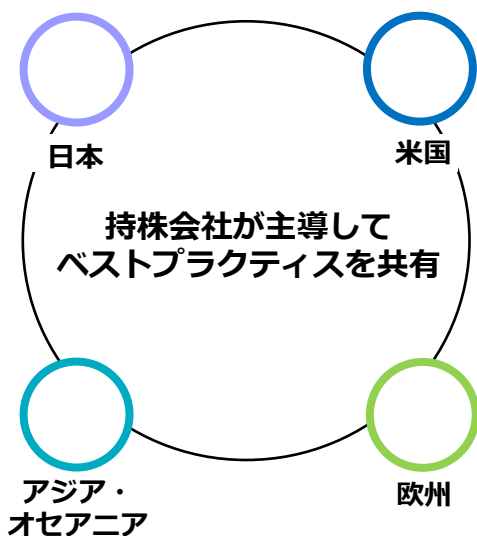 日本
米国
持株会社が主導して
ベストプラクティスを共有
アジア・
オセアニア
欧州